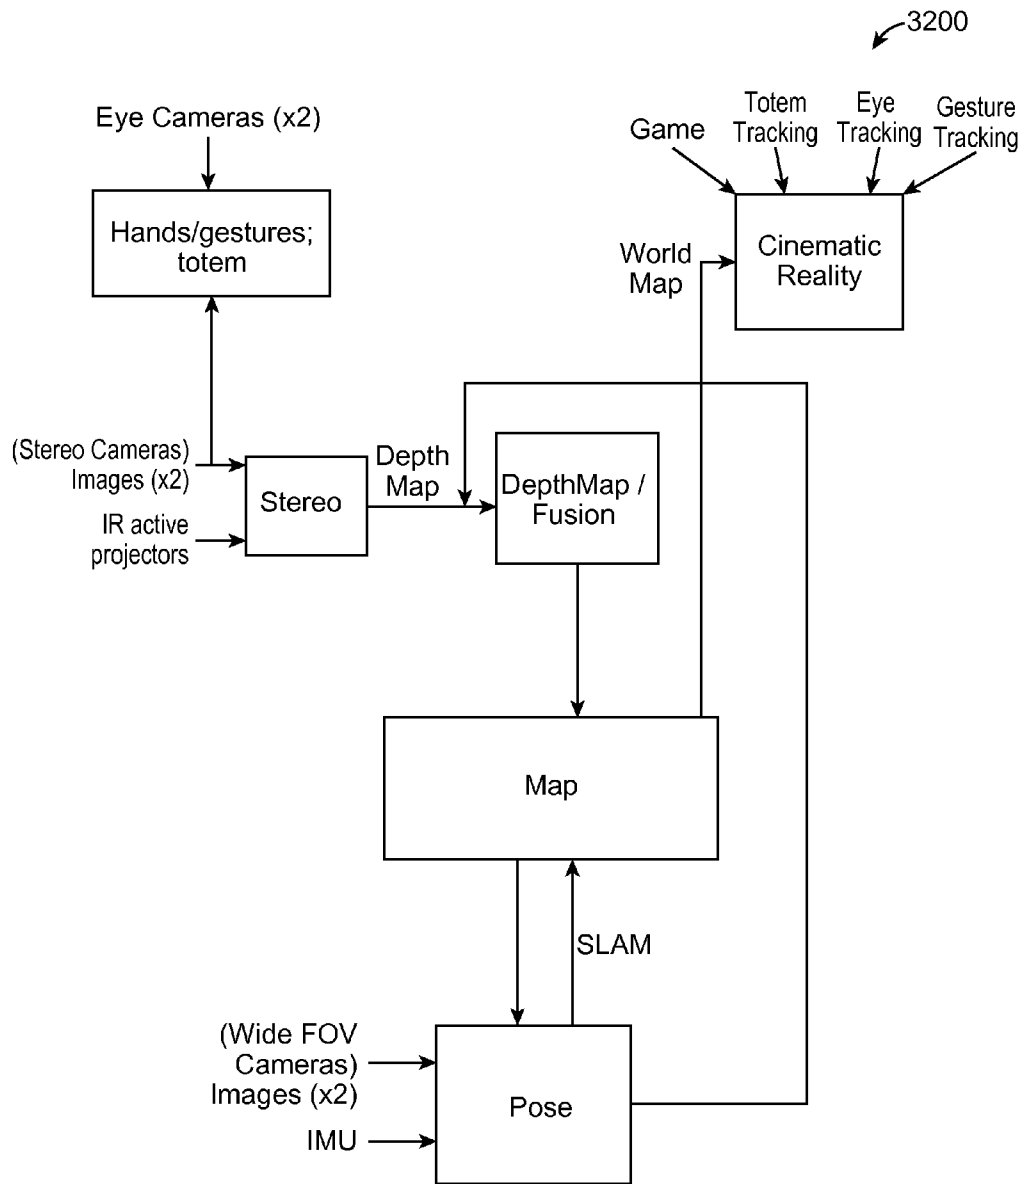 3200
Eye Cameras (x2)
Hands/gestures;
totem
Game
Totem
Tracking
Eye
Tracking
Gesture
Tracking
World
Map
Cinematic
Reality
(Stereo Cameras)
Images (x2)
IR active
projectors
Stereo
Depth
Map
DepthMap /
Fusion
Map
SLAM
(Wide FOV
Cameras)
Images (x2)
IMU
Pose